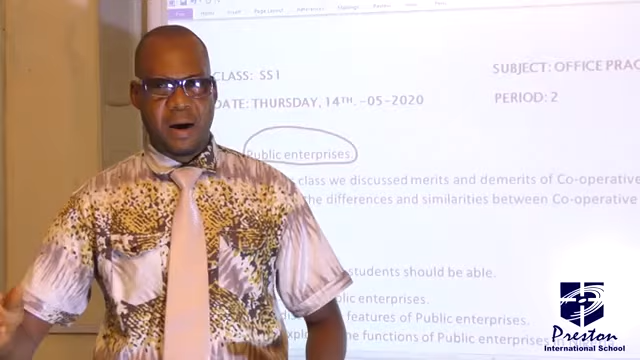 CLASS: SS1
SUBJECT: OFFICE PRAC
DATE: THURSDAY, 14TH. -05-2020
PERIOD: 2
Public enterprises.
class we discussed merits and demerits of Co-operative
the differences and similarities between Co-operative
students should be able.
enterprises.
features of Public enterprises.
the functions of Public enterprises
Preston
International School